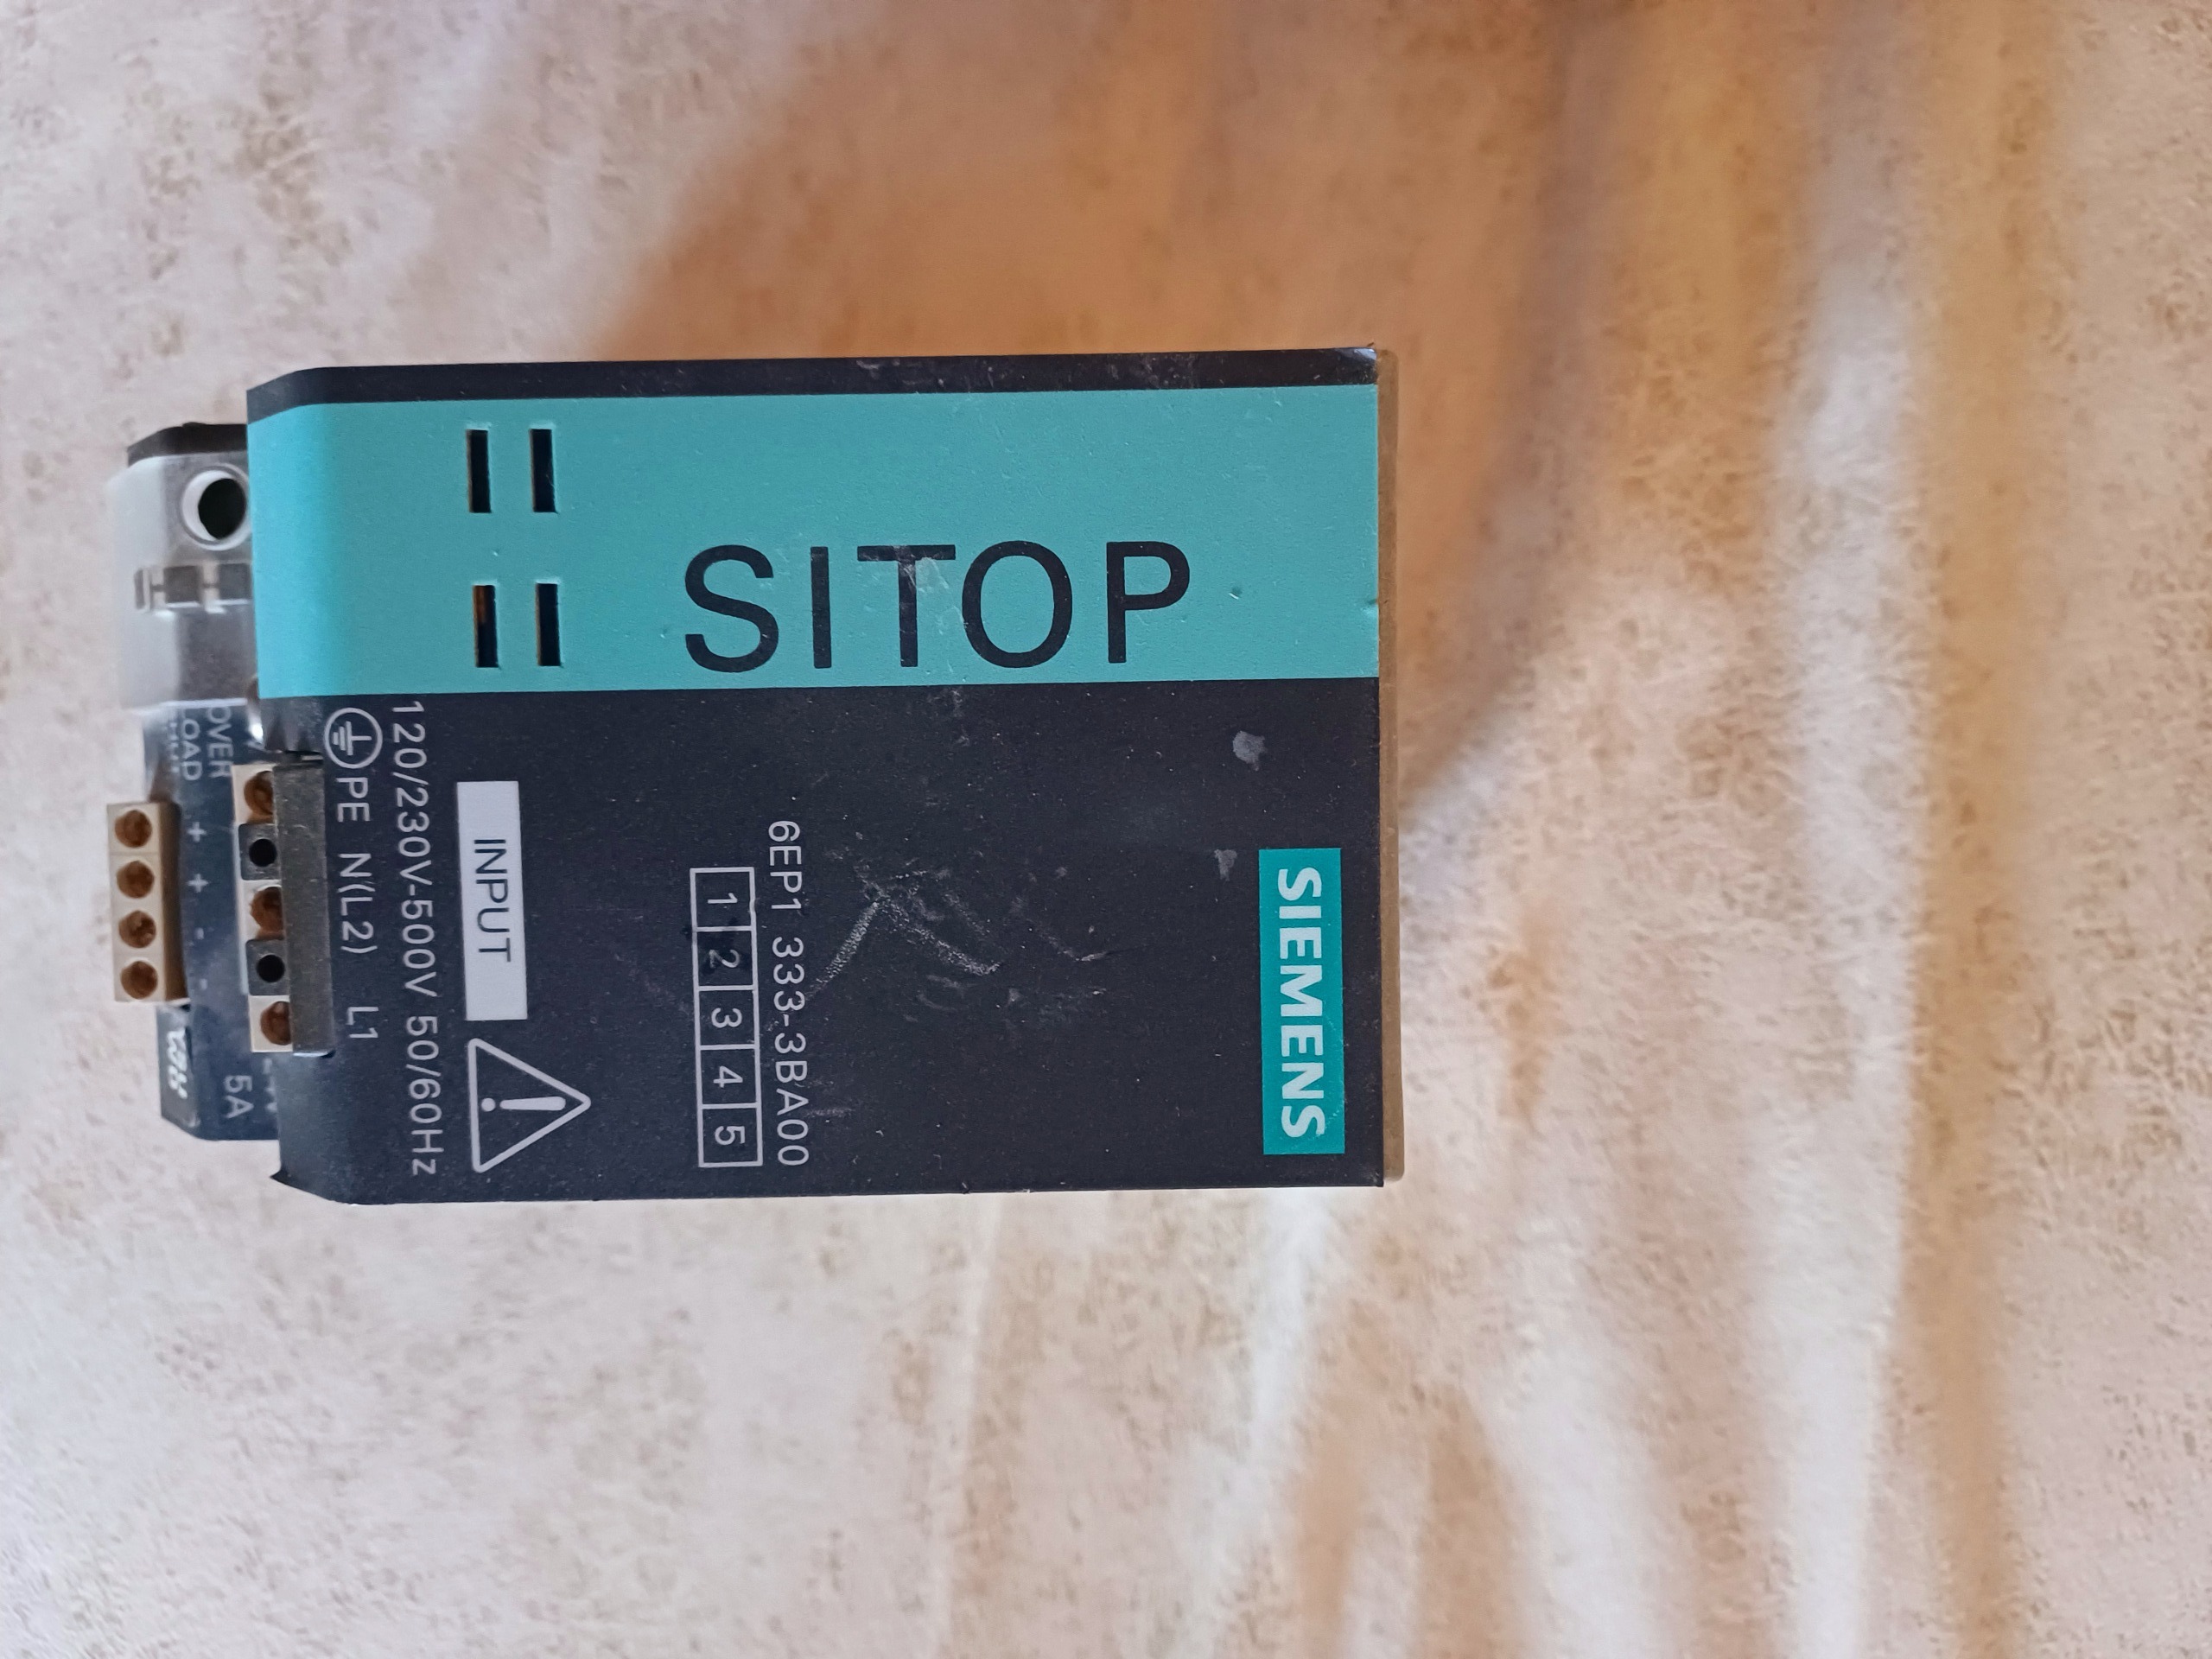 SIEMENS
6EP1 333-3BA00
1 2 3 4 5
SITOP
INPUT
120/230V-500V 50/60Hz
PE N(L2) L1
5A
OVER
LOAD
+ + - -